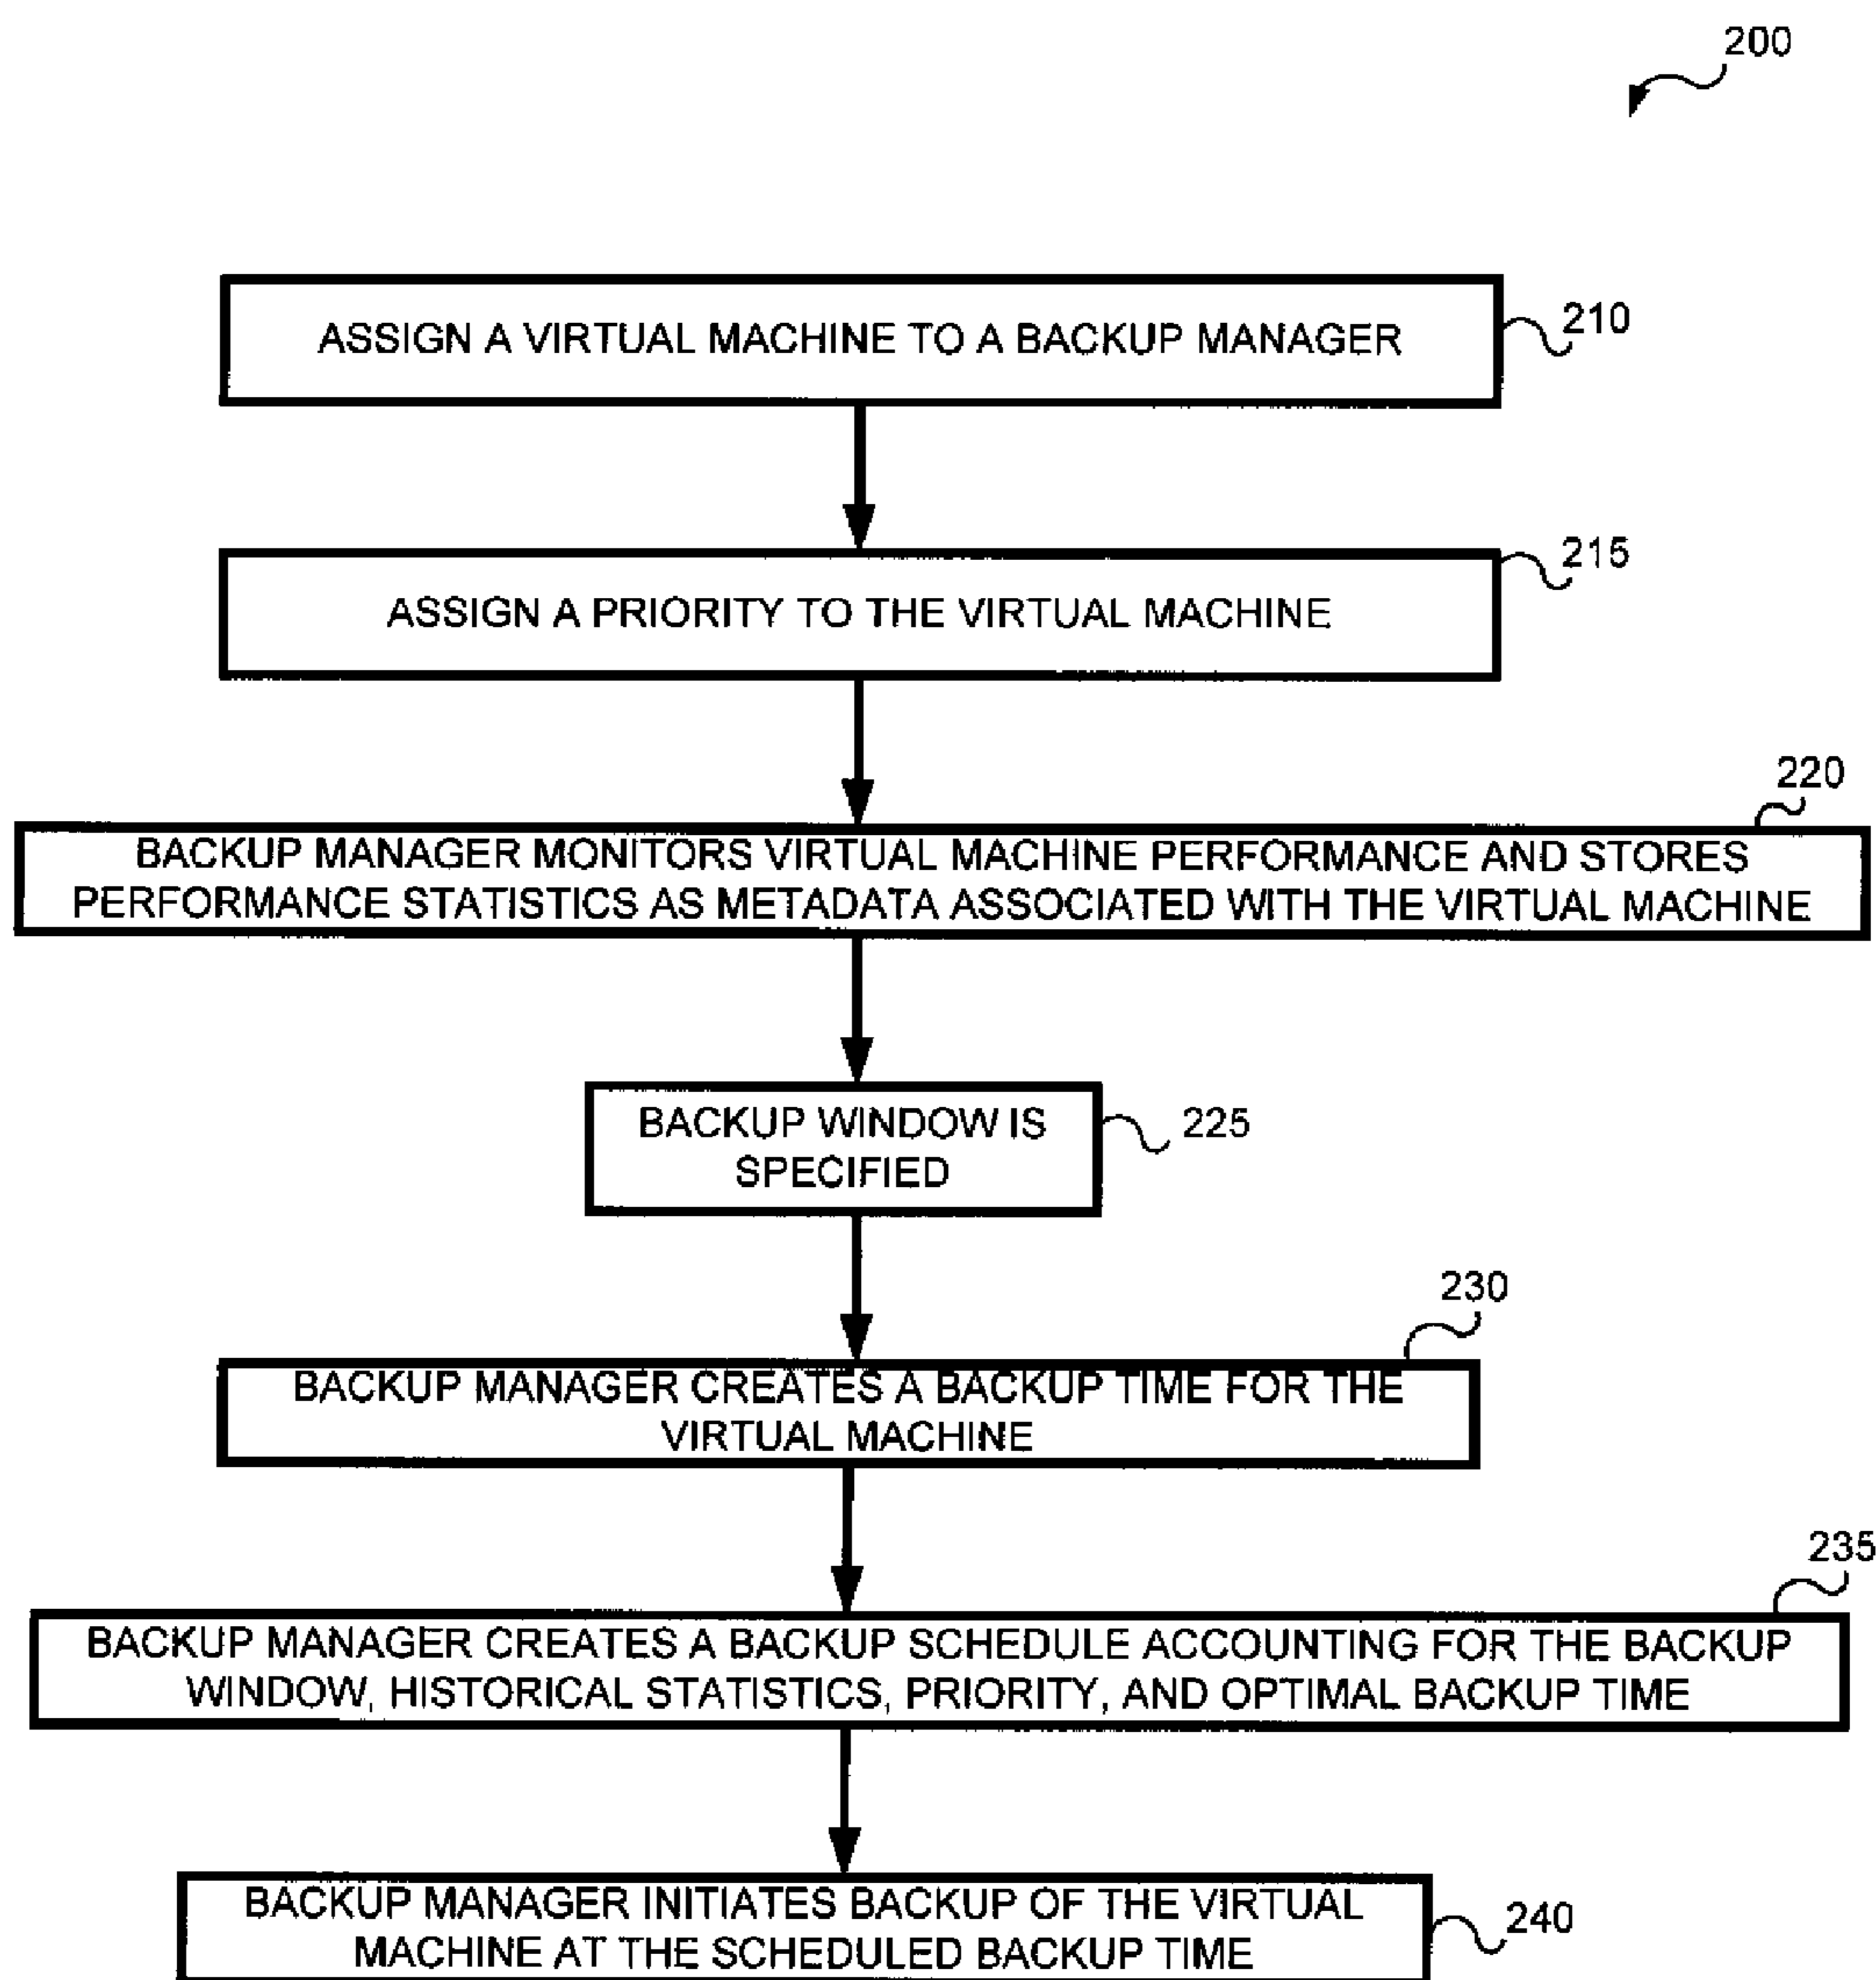 200
ASSIGN A VIRTUAL MACHINE TO A BACKUP MANAGER
210
ASSIGN A PRIORITY TO THE VIRTUAL MACHINE
215
220
BACKUP MANAGER MONITORS VIRTUAL MACHINE PERFORMANCE AND STORES
PERFORMANCE STATISTICS AS METADATA ASSOCIATED WITH THE VIRTUAL MACHINE
BACKUP WINDOW IS
SPECIFIED
225
230
BACKUP MANAGER CREATES A BACKUP TIME FOR THE
VIRTUAL MACHINE
235
BACKUP MANAGER CREATES A BACKUP SCHEDULE ACCOUNTING FOR THE BACKUP
WINDOW, HISTORICAL STATISTICS, PRIORITY, AND OPTIMAL BACKUP TIME
BACKUP MANAGER INITIATES BACKUP OF THE VIRTUAL
MACHINE AT THE SCHEDULED BACKUP TIME
240